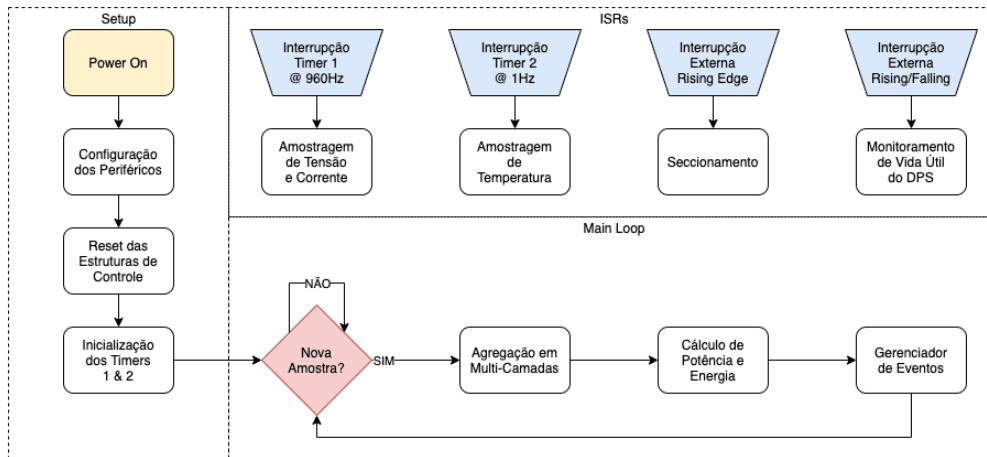 Setup
Power On
Configuração
dos Periféricos
Reset das
Estruturas de
Controle
Inicialização
dos Timers
1 & 2
ISRs
Interrupção
Timer 1
@ 960Hz
Interrupção
Timer 2
@ 1Hz
Interrupção
Externa
Rising Edge
Interrupção
Externa
Rising/Falling
Amostragem
de Tensão
e Corrente
Amostragem
de
Temperatura
Seccionamento
Monitoramento
de Vida Útil
do DPS
Main Loop
NÃO
Nova
Amostra?
SIM
Agregação em
Multi-Camadas
Cálculo de
Potência e
Energia
Gerenciador
de Eventos